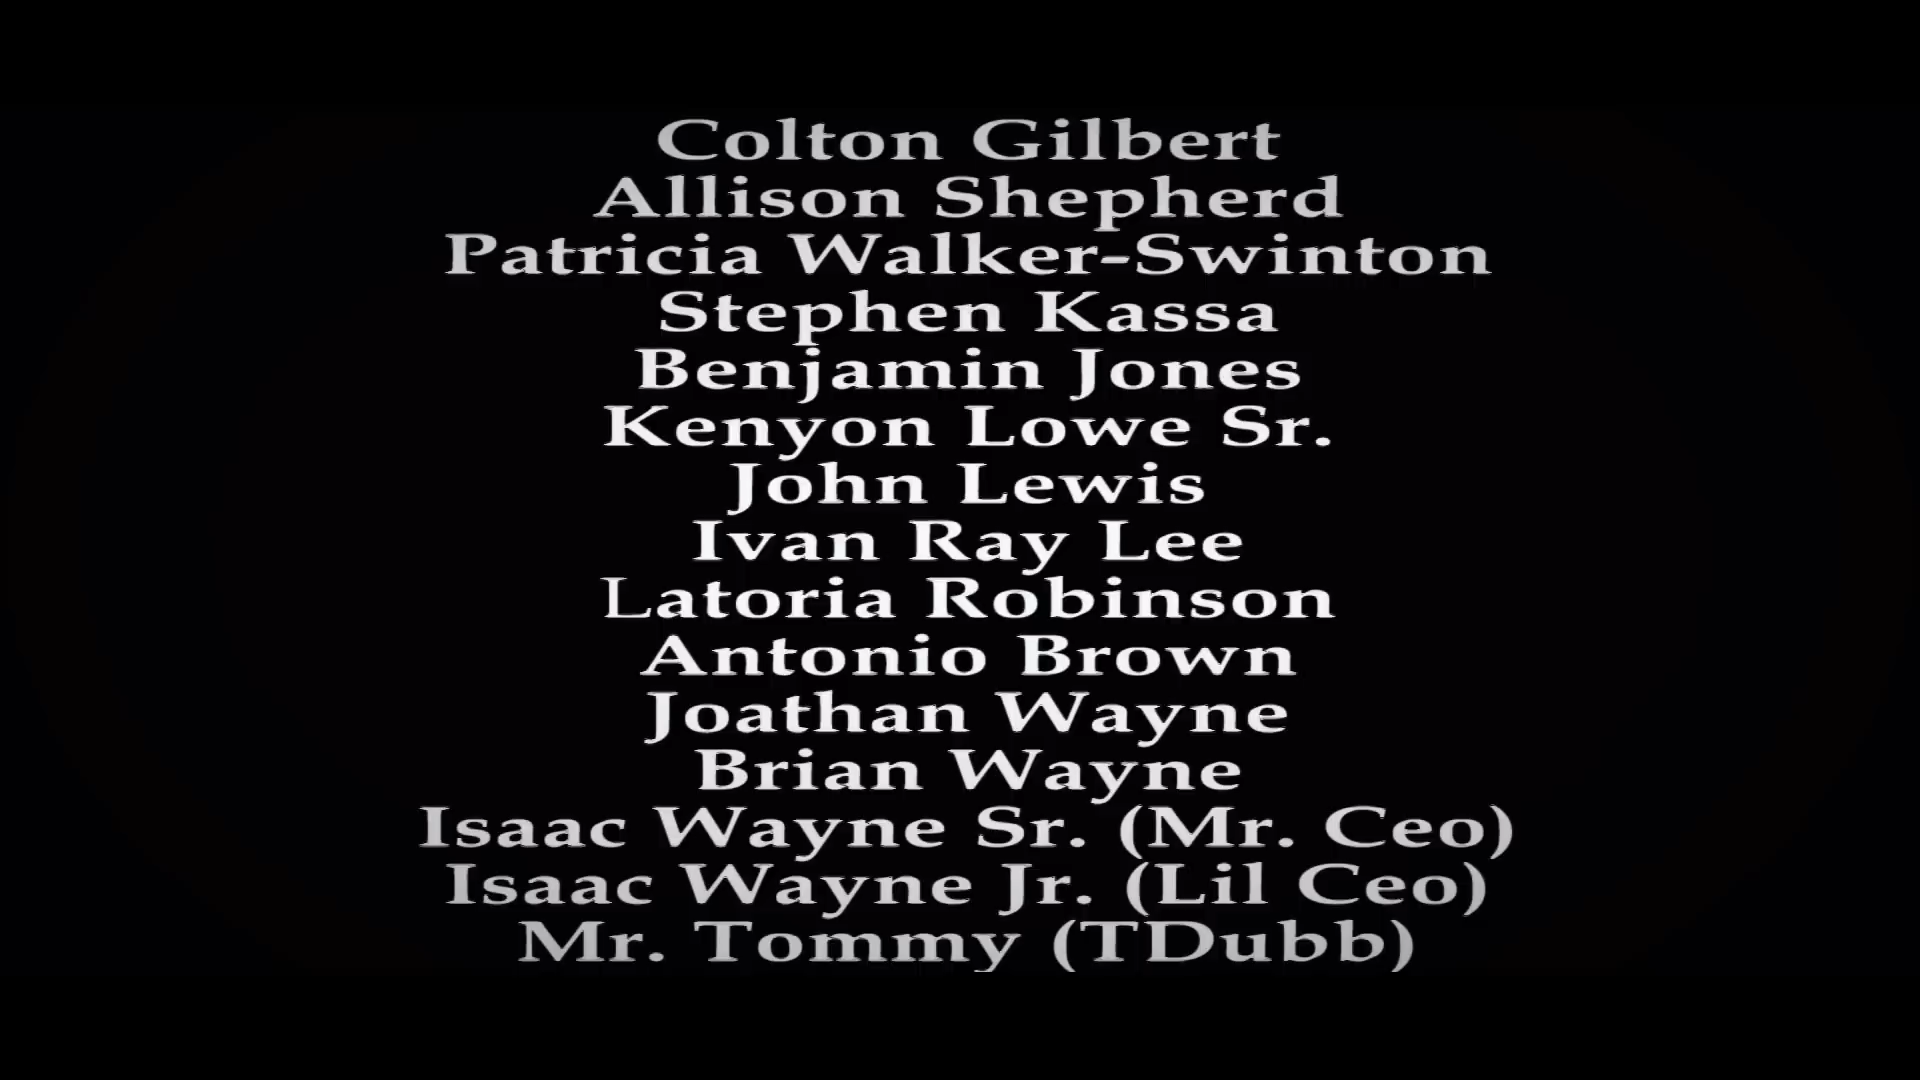 Colton Gilbert
Allison Shepherd
Patricia Walker-Swinton
Stephen Kassa
Benjamin Jones
Kenyon Lowe Sr.
John Lewis
Ivan Ray Lee
Latoria Robinson
Antonio Brown
Joathan Wayne
Brian Wayne
Isaac Wayne Sr. (Mr. Ceo)
Isaac Wayne Jr. (Lil Ceo)
Mr. Tommy (TDubb)